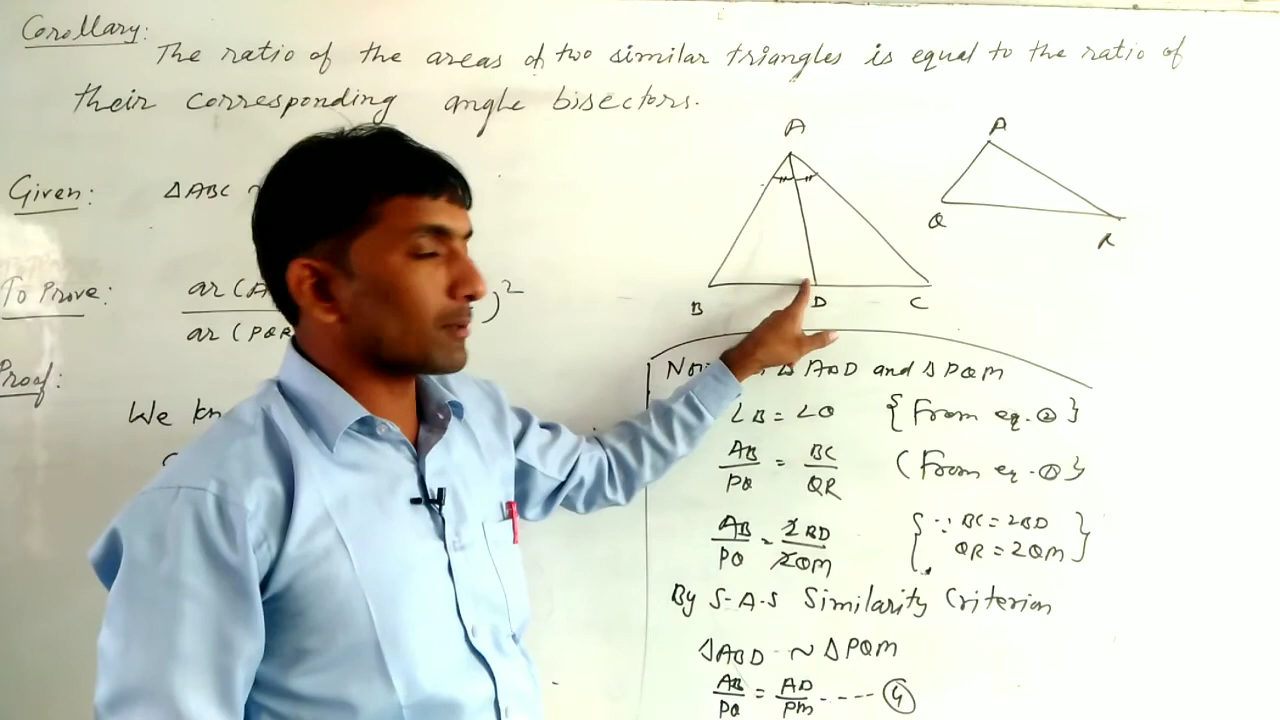 Corollary:
The ratio of the areas of two similar triangles is equal to the ratio of
their corresponding angle bisectors.
Given: ΔABC ~
To Prove: ar(A
ar(PQR
)²
Proof:
We kn
A
B D C
P
Q
R
Δ ABD and Δ PQM
∠B = ∠Q {From eq. ②}
AB/PQ = BC/QR (From eq. ①}
AB/PQ = 2BD/2QM {∵ BC = 2BD
QR = 2QM}
By S-A-S Similarity Criterion
ΔABD ~ ΔPQM
AB/PQ = AD/PM ---- ④